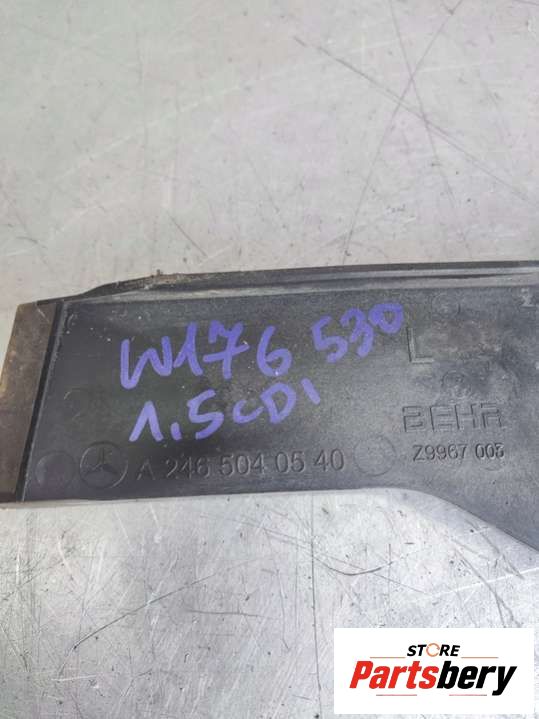 W176 530
1.5CDI
L
BEHR
A 246 504 05 40
Z9967 003
STORE
Partsbery